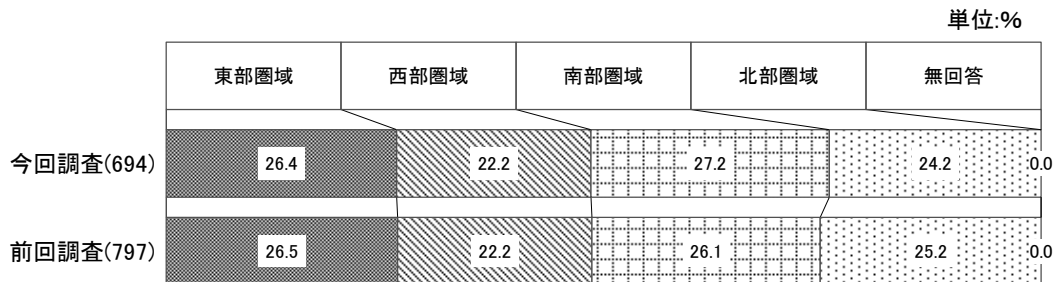 単位:%
東部圏域 西部圏域 南部圏域 北部圏域 無回答
今回調査(694) 26.4 22.2 27.2 24.2 0.0
前回調査(797) 26.5 22.2 26.1 25.2 0.0